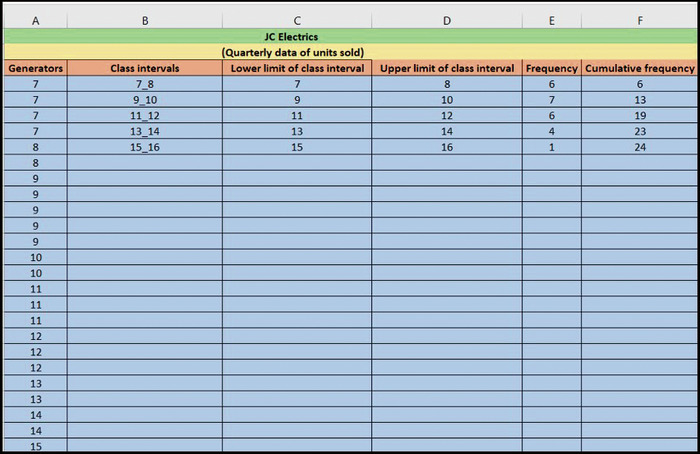 A B C D E F
JC Electrics
(Quarterly data of units sold)
Generators Class intervals Lower limit of class interval Upper limit of class interval Frequency Cumulative frequency
7 7_8 7 8 6 6
7 9_10 9 10 7 13
7 11_12 11 12 6 19
7 13_14 13 14 4 23
8 15_16 15 16 1 24
8
9
9
9
9
9
10
10
11
11
11
12
12
12
13
13
14
14
15